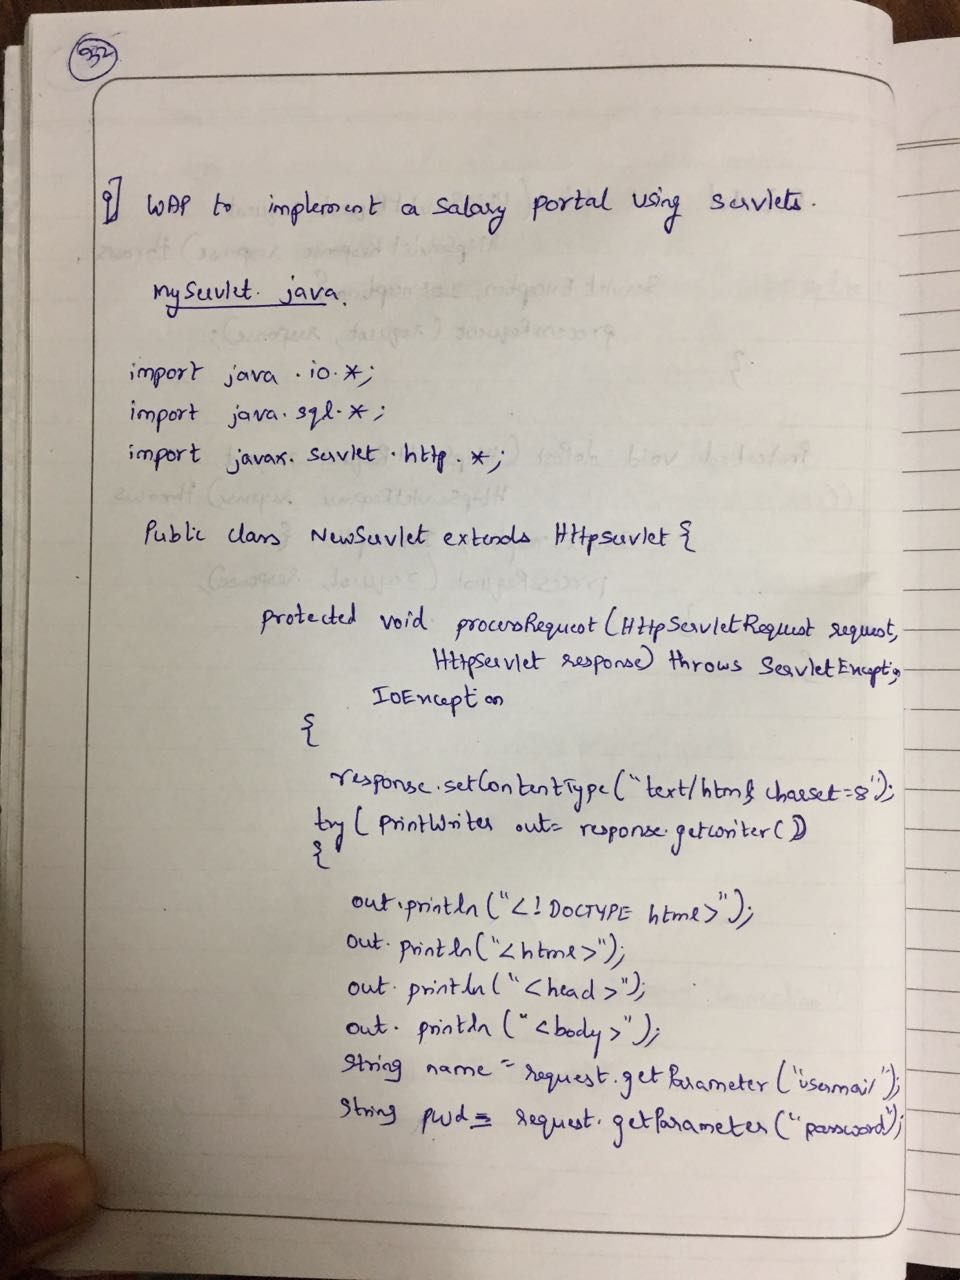 932
9] WAP to implement a salary portal using servlets.
MyServlet. java.
import java.io.*;
import java.sql.*;
import javax.servlet.http.*;
Public class NewServlet extends HttpServlet {
protected void processRequest (HttpServletRequest request,
HttpServlet response) throws ServletException,
IOException
{
response.setContentType("text/html charset=8");
try ( PrintWriter out= response.getWriter())
{
out.println("<!DOCTYPE html>");
out.println("<html>");
out.println("<head>");
out.println("<body>");
String name = request.getParameter("usermail");
String pwd = request.getParameter("password");